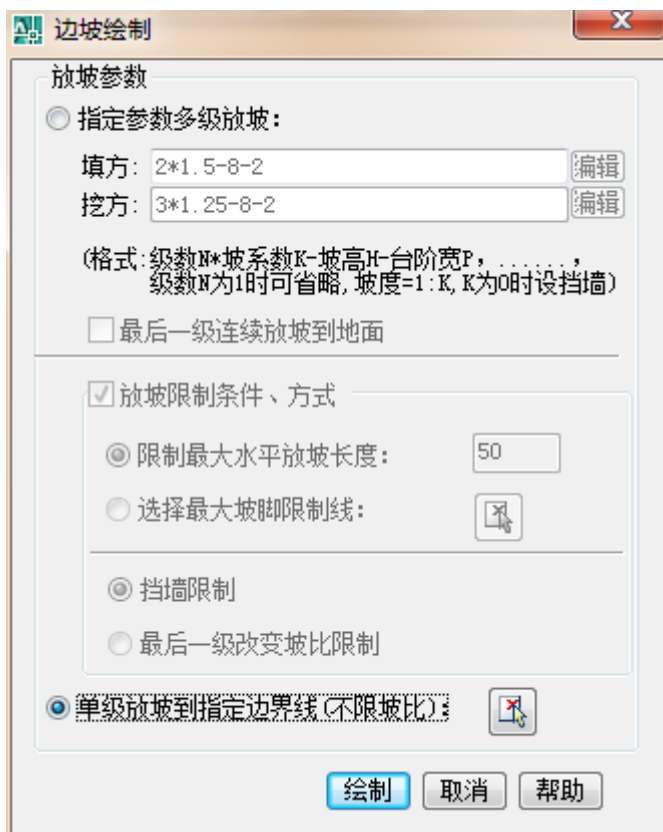 边坡绘制
放坡参数
指定参数多级放坡:
填方: 2*1.5-8-2 编辑
挖方: 3*1.25-8-2 编辑
(格式:级数N*坡系数K-坡高H-台阶宽P,......,
级数N为1时可省略,坡度=1:K,K为0时设挡墙)
最后一级连续放坡到地面
放坡限制条件、方式
限制最大水平放坡长度: 50
选择最大坡脚限制线:
挡墙限制
最后一级改变坡比限制
单级放坡到指定边界线(不限坡比):
绘制 取消 帮助